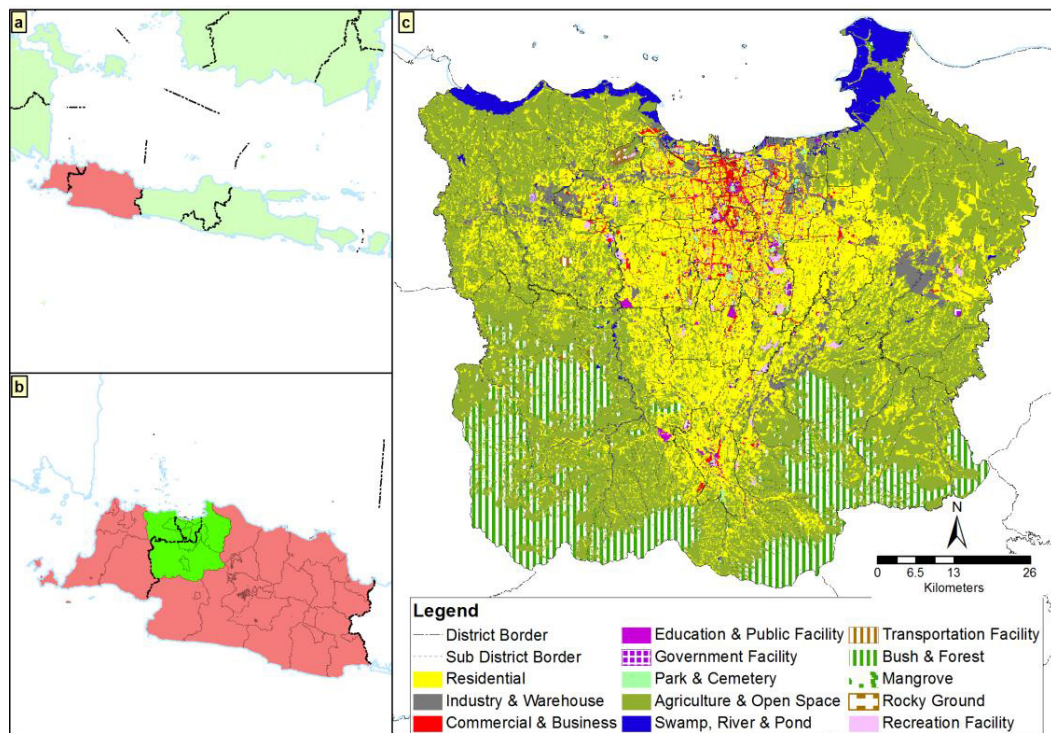 a
b
c
N
0 6.5 13 26
Kilometers
Legend
District Border
Sub District Border
Residential
Industry & Warehouse
Commercial & Business
Education & Public Facility
Government Facility
Park & Cemetery
Agriculture & Open Space
Swamp, River & Pond
Transportation Facility
Bush & Forest
Mangrove
Rocky Ground
Recreation Facility